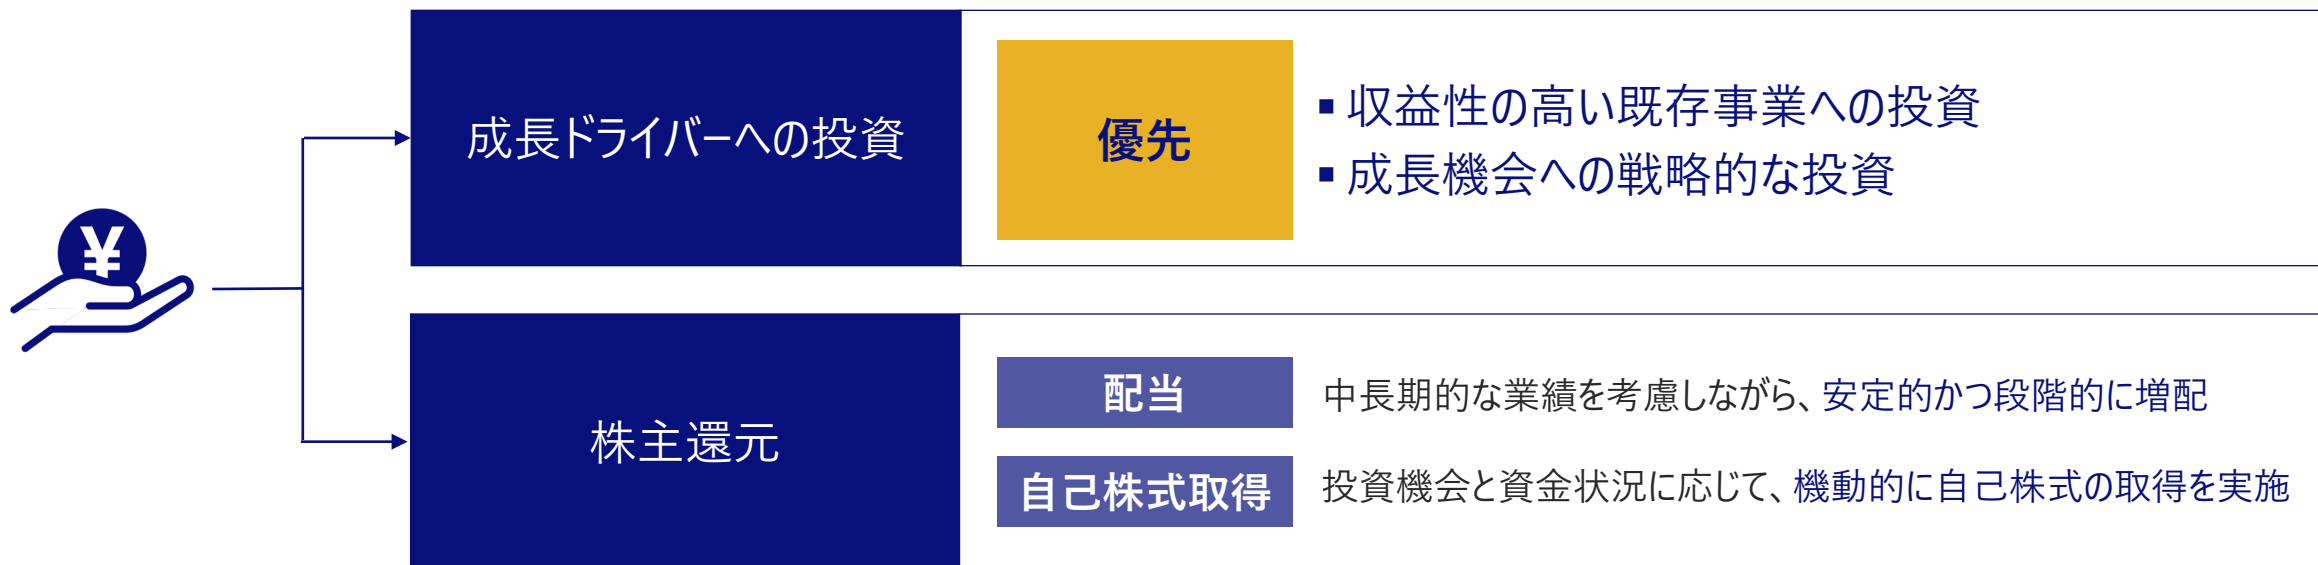 ¥
成長ドライバーへの投資
優先
▪ 収益性の高い既存事業への投資
▪ 成長機会への戦略的な投資
株主還元
配当
中長期的な業績を考慮しながら、安定的かつ段階的に増配
自己株式取得
投資機会と資金状況に応じて、機動的に自己株式の取得を実施